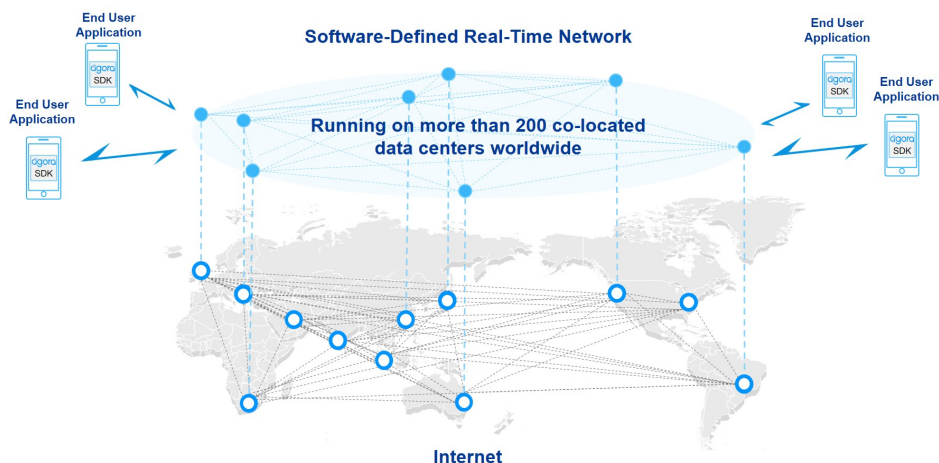 End User
Application
agora
SDK
End User
Application
agora
SDK
Software-Defined Real-Time Network
Running on more than 200 co-located
data centers worldwide
End User
Application
agora
SDK
End User
Application
agora
SDK
Internet